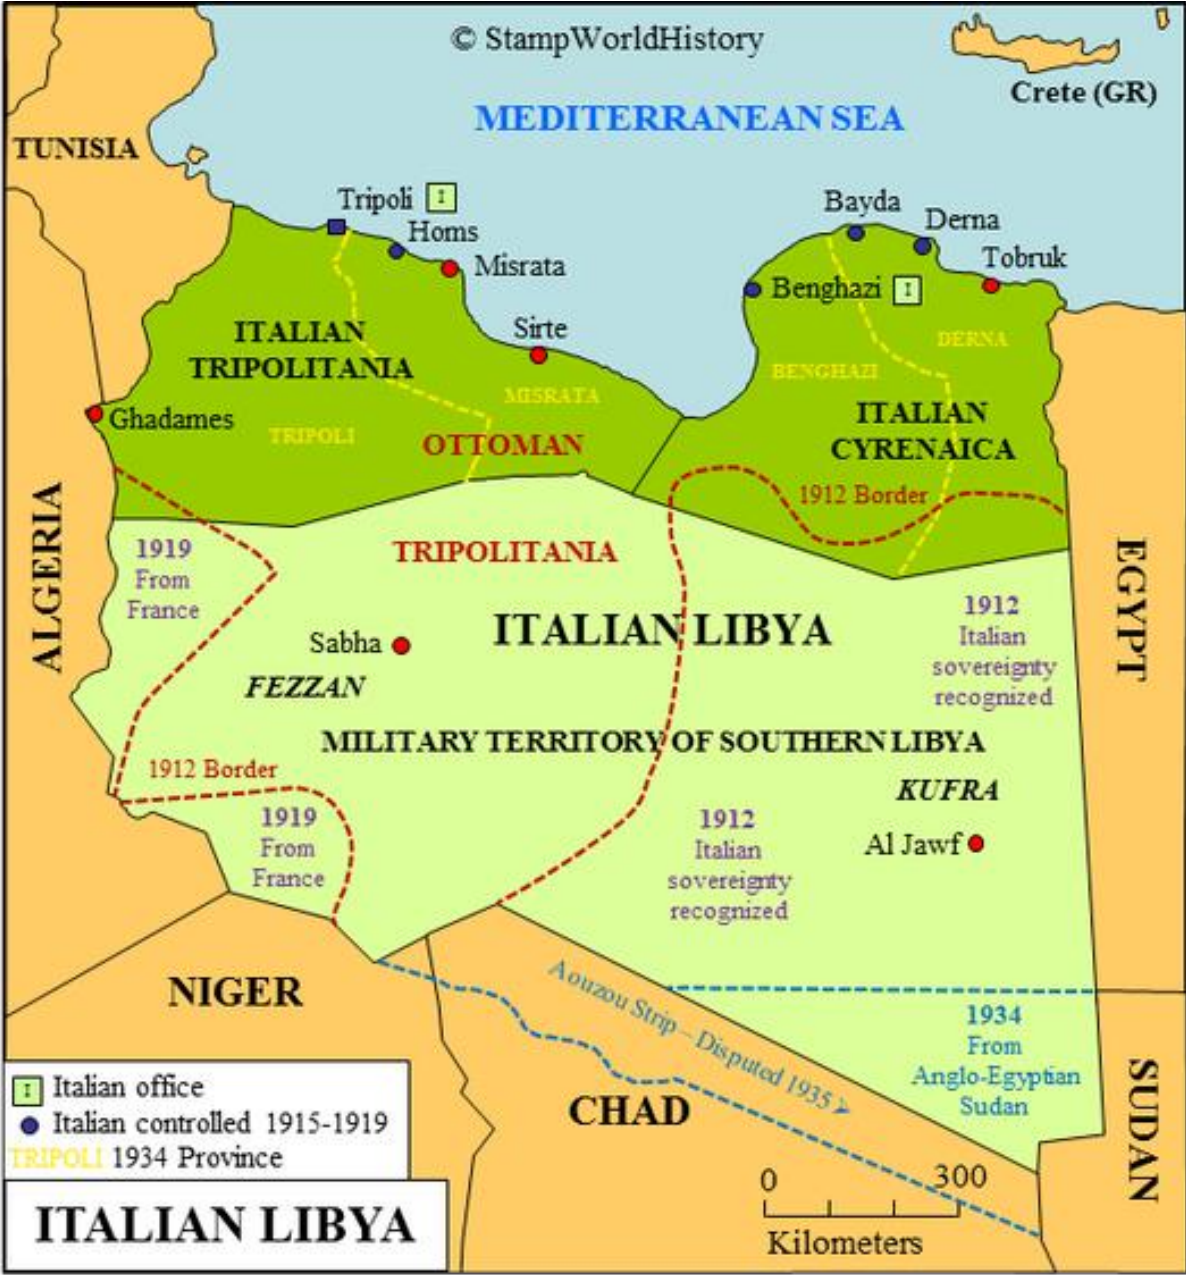 © StampWorldHistory
MEDITERRANEAN SEA
Crete (GR)
TUNISIA
Tripoli I
Homs
Misrata
Sirte
Bayda
Derna
Tobruk
Benghazi I
ITALIAN
TRIPOLITANIA
Ghadames
TRIPOLI
MISRATA
OTTOMAN
TRIPOLITANIA
BENGHAZI
DERNA
ITALIAN
CYRENAICA
1912 Border
ALGERIA
EGYPT
1919
From
France
Sabha
FEZZAN
ITALIAN LIBYA
1912
Italian
sovereignty
recognized
MILITARY TERRITORY OF SOUTHERN LIBYA
1912 Border
KUFRA
Al Jawf
1919
From
France
1912
Italian
sovereignty
recognized
NIGER
Aouzou Strip – Disputed 1935
1934
From
Anglo-Egyptian
Sudan
CHAD
SUDAN
I Italian office
Italian controlled 1915-1919
TRIPOLI 1934 Province
ITALIAN LIBYA
0 300
Kilometers